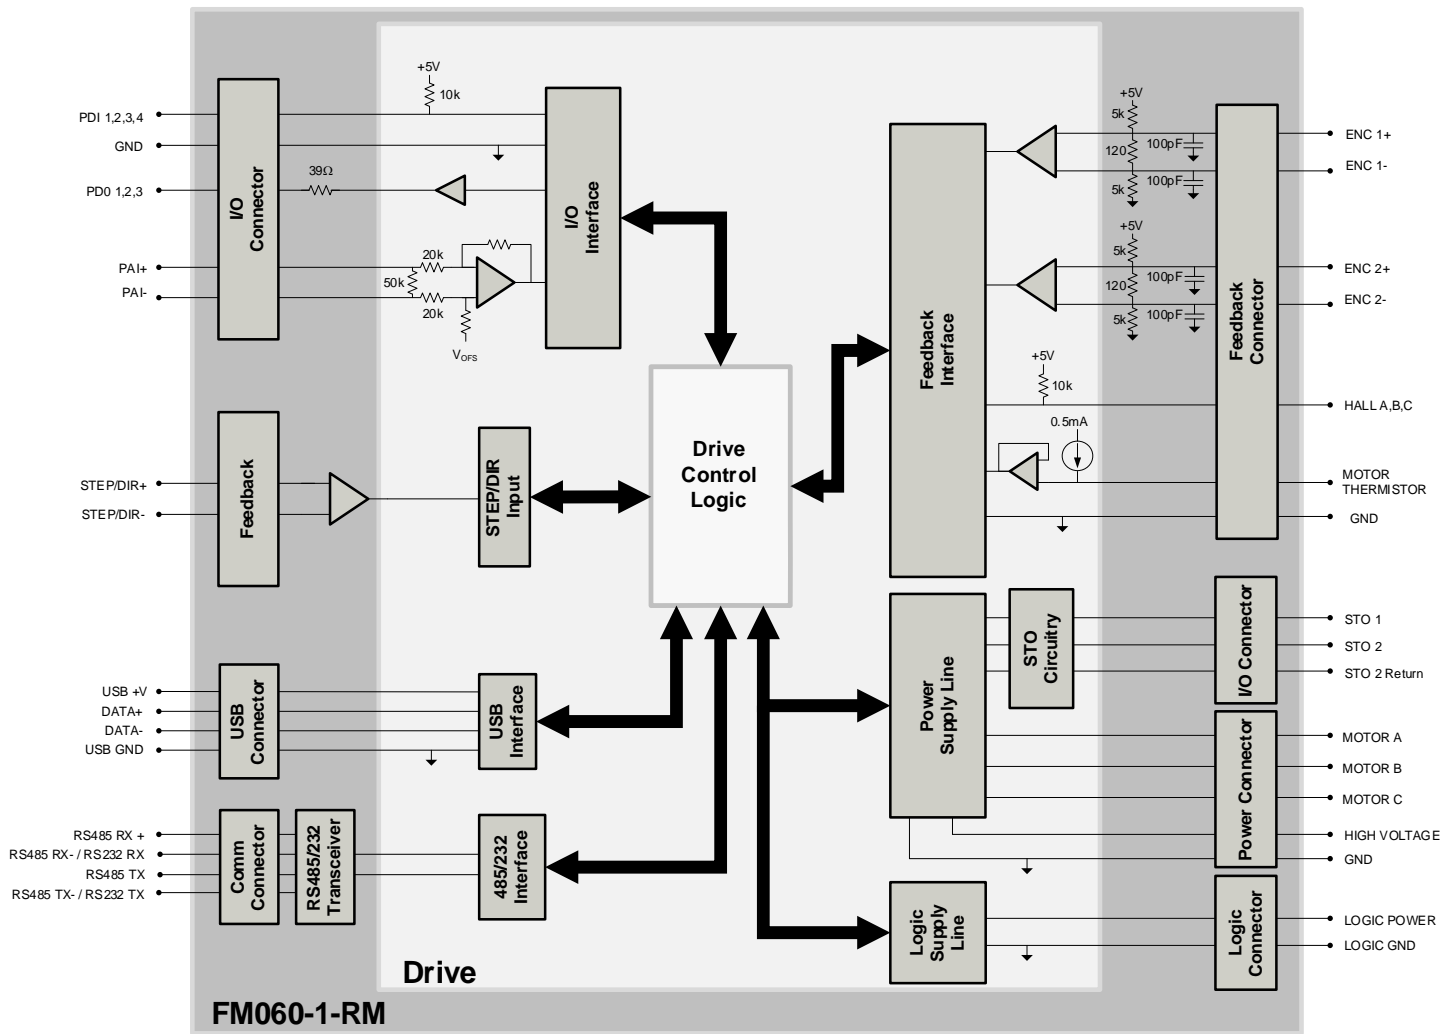 +5V
10k
PDI 1,2,3,4
GND
39Ω
PD0 1,2,3
PAI+
PAI-
20k
50k
20k
VOFS
I/O
Connector
I/O
Interface
STEP/DIR+
STEP/DIR-
Feedback
STEP/DIR
Input
Drive
Control
Logic
USB +V
DATA+
DATA-
USB GND
USB
Connector
USB
Interface
RS485 RX +
RS485 RX- / RS232 RX
RS485 TX
RS485 TX- / RS232 TX
Comm
Connector
RS485/232
Transceiver
485/232
Interface
Feedback
Interface
+5V
5k
120
5k
100pF
100pF
+5V
5k
120
5k
100pF
100pF
+5V
10k
0.5mA
Feedback
Connector
ENC 1+
ENC 1-
ENC 2+
ENC 2-
HALL A,B,C
MOTOR
THERMISTOR
GND
Power
Supply Line
STO
Circuitry
I/O Connector
STO 1
STO 2
STO 2 Return
Power Connector
MOTOR A
MOTOR B
MOTOR C
HIGH VOLTAGE
GND
Logic
Supply
Line
Logic
Connector
LOGIC POWER
LOGIC GND
Drive
FM060-1-RM